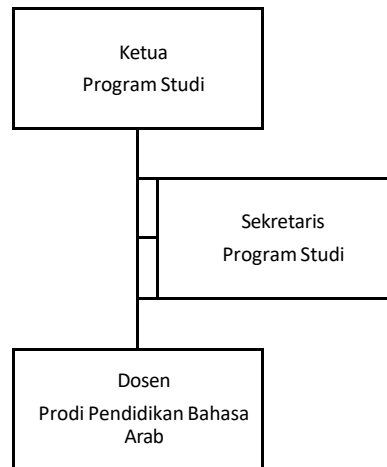 Ketua
Program Studi
Sekretaris
Program Studi
Dosen
Prodi Pendidikan Bahasa
Arab